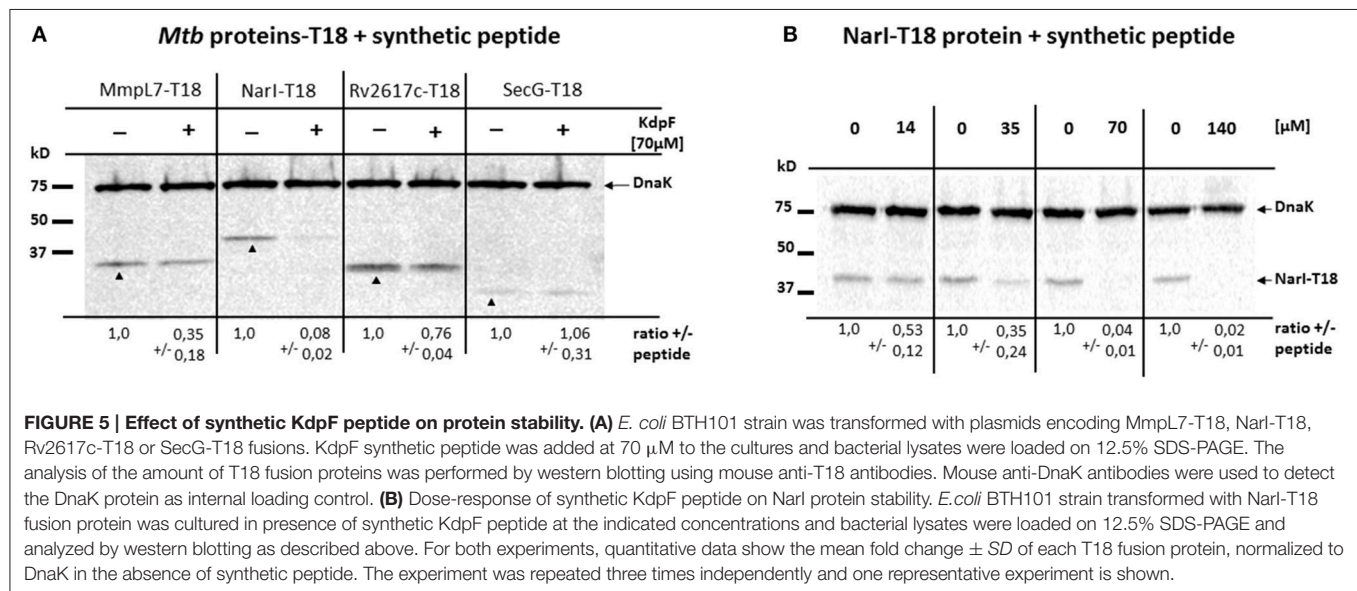 A
Mtb proteins-T18 + synthetic peptide
MmpL7-T18 NarI-T18 Rv2617c-T18 SecG-T18
− + − + − + − + KdpF [70µM]
kD
75
50
37
DnaK
1,0 0,35 1,0 0,08 1,0 0,76 1,0 1,06 ratio +/-
+/- 0,18 +/- 0,02 +/- 0,04 +/- 0,31 peptide
B
NarI-T18 protein + synthetic peptide
0 14 0 35 0 70 0 140 [µM]
kD
75
50
37
DnaK
NarI-T18
1,0 0,53 1,0 0,35 1,0 0,04 1,0 0,02 ratio +/-
+/- 0,12 +/- 0,24 +/- 0,01 +/- 0,01 peptide
FIGURE 5 | Effect of synthetic KdpF peptide on protein stability. (A) E. coli BTH101 strain was transformed with plasmids encoding MmpL7-T18, NarI-T18,
Rv2617c-T18 or SecG-T18 fusions. KdpF synthetic peptide was added at 70 µM to the cultures and bacterial lysates were loaded on 12.5% SDS-PAGE. The
analysis of the amount of T18 fusion proteins was performed by western blotting using mouse anti-T18 antibodies. Mouse anti-DnaK antibodies were used to detect
the DnaK protein as internal loading control. (B) Dose-response of synthetic KdpF peptide on NarI protein stability. E.coli BTH101 strain transformed with NarI-T18
fusion protein was cultured in presence of synthetic KdpF peptide at the indicated concentrations and bacterial lysates were loaded on 12.5% SDS-PAGE and
analyzed by western blotting as described above. For both experiments, quantitative data show the mean fold change ± SD of each T18 fusion protein, normalized to
DnaK in the absence of synthetic peptide. The experiment was repeated three times independently and one representative experiment is shown.